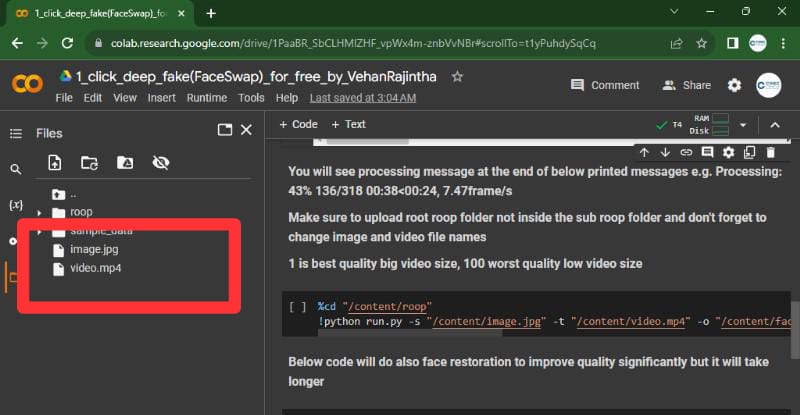 1_click_deep_fake(FaceSwap)_for
colab.research.google.com/drive/1PaaBR_SbCLHMIZHF_vpWx4m-znbVvNBr#scrollTo=t1yPuhdySqCq
1_click_deep_fake(FaceSwap)_for_free_by_VehanRajintha
Comment
Share
File Edit View Insert Runtime Tools Help Last saved at 3:04 AM
Files
+ Code + Text
T4
RAM
Disk
{x}
..
roop
sample_data
image.jpg
video.mp4
You will see processing message at the end of below printed messages e.g. Processing:
43% 136/318 00:38<00:24, 7.47frame/s
Make sure to upload root roop folder not inside the sub roop folder and don't forget to
change image and video file names
1 is best quality big video size, 100 worst quality low video size
[ ] %cd "/content/roop"
!python run.py -s "/content/image.jpg" -t "/content/video.mp4" -o "/content/fac
Below code will do also face restoration to improve quality significantly but it will take
longer